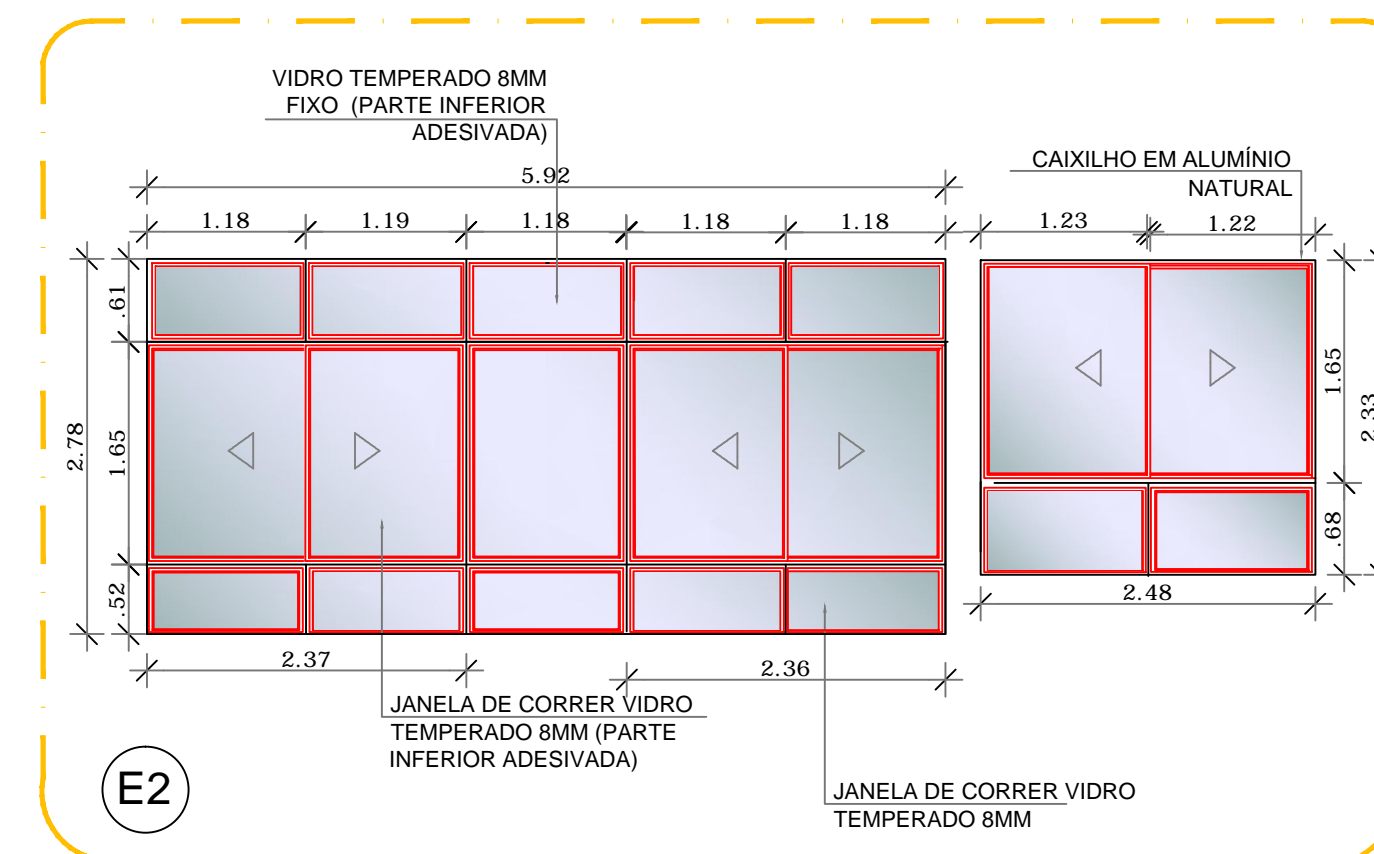 VIDRO TEMPERADO 8MM
FIXO (PARTE INFERIOR
ADESIVADA)
CAIXILHO EM ALUMÍNIO
NATURAL
5.92
1.18 1.19 1.18 1.18 1.18
1.23 1.22
.61
1.65
2.78
.52
1.65
2.33
.68
2.48
2.37
2.36
JANELA DE CORRER VIDRO
TEMPERADO 8MM (PARTE
INFERIOR ADESIVADA)
JANELA DE CORRER VIDRO
TEMPERADO 8MM
E2